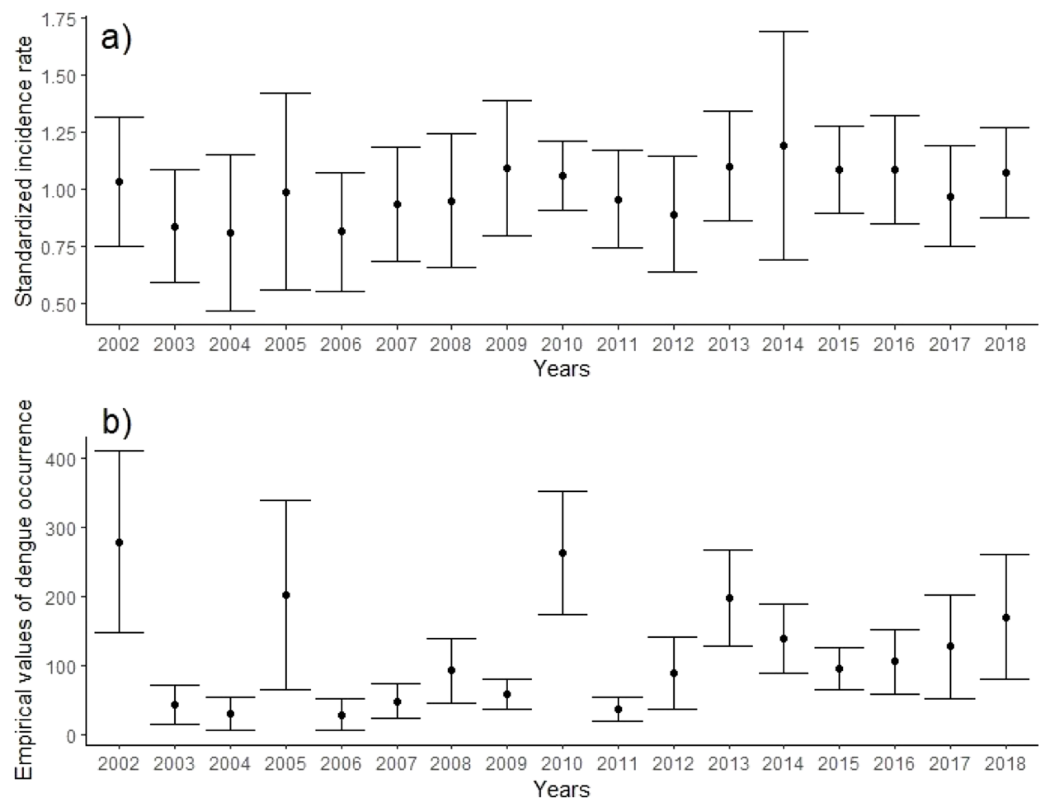 a)
Standardized incidence rate
1.75
1.50
1.25
1.00
0.75
0.50
2002 2003 2004 2005 2006 2007 2008 2009 2010 2011 2012 2013 2014 2015 2016 2017 2018
Years
b)
Empirical values of dengue occurrence
400
300
200
100
0
2002 2003 2004 2005 2006 2007 2008 2009 2010 2011 2012 2013 2014 2015 2016 2017 2018
Years